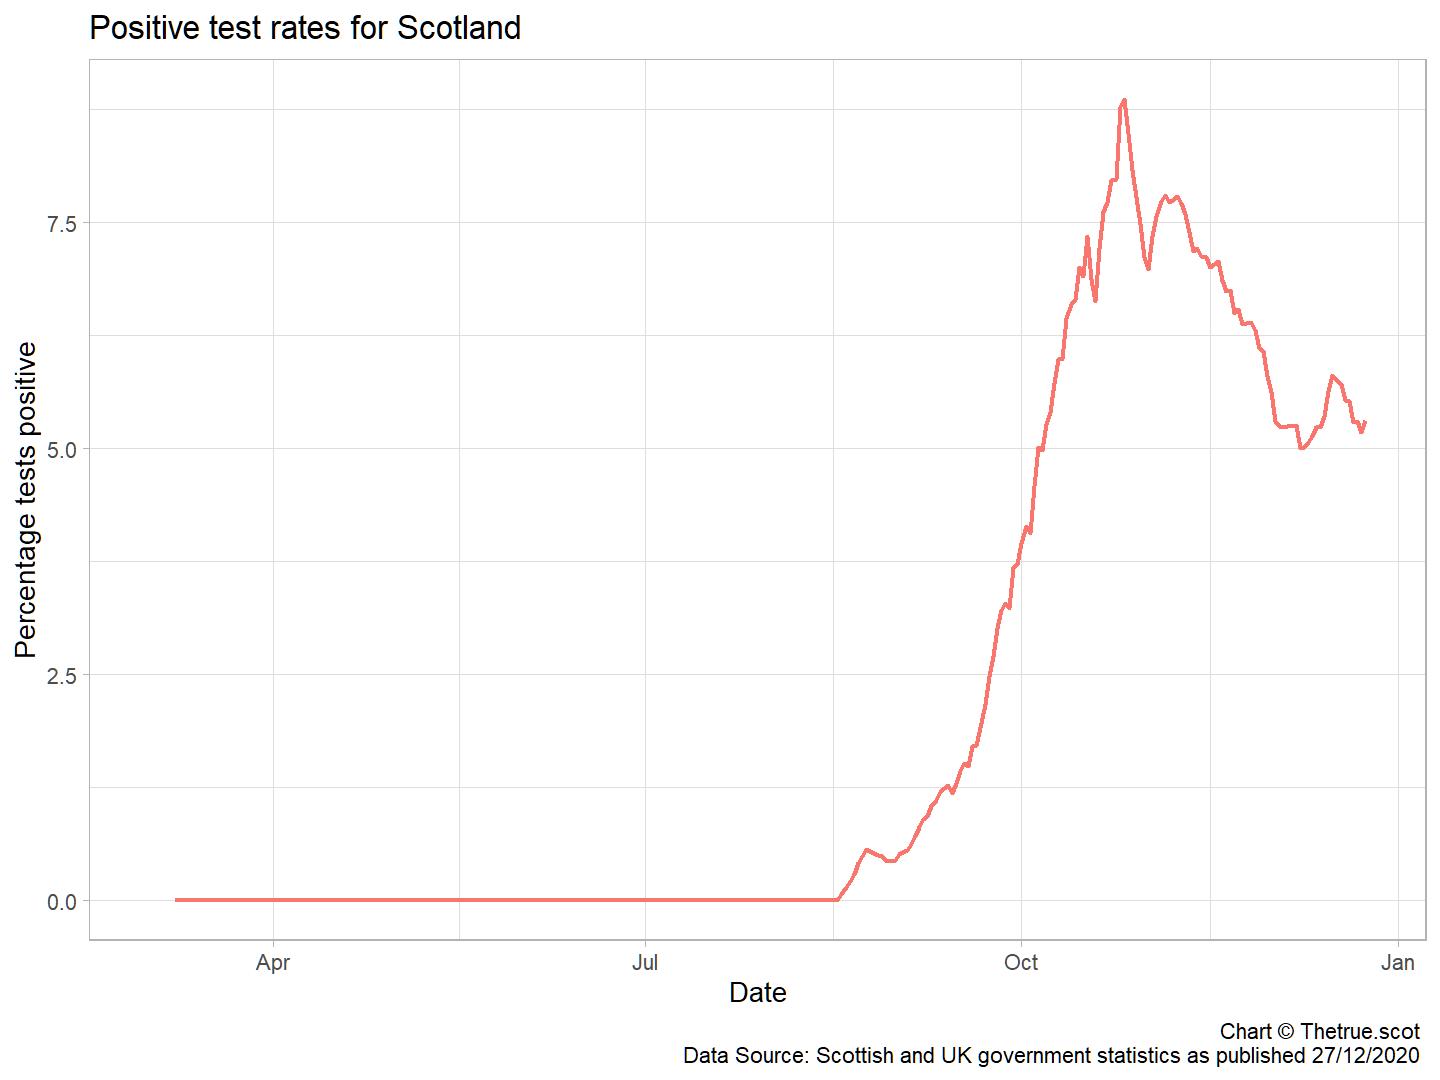 Positive test rates for Scotland
Percentage tests positive
7.5
5.0
2.5
0.0
Apr
Jul
Oct
Jan
Date
Chart © Thetrue.scot
Data Source: Scottish and UK government statistics as published 27/12/2020